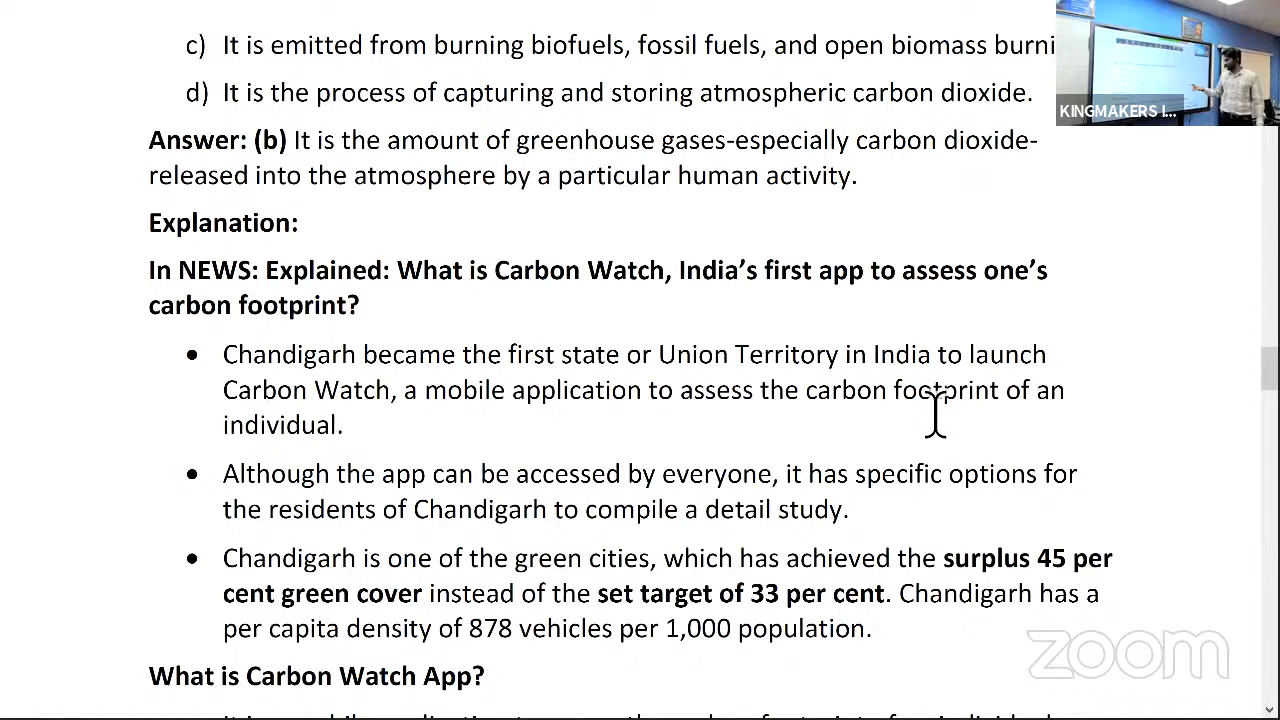 c) It is emitted from burning biofuels, fossil fuels, and open biomass burni
d) It is the process of capturing and storing atmospheric carbon dioxide.
KINGMAKERS I...
Answer: (b) It is the amount of greenhouse gases-especially carbon dioxide-
released into the atmosphere by a particular human activity.
Explanation:
In NEWS: Explained: What is Carbon Watch, India’s first app to assess one’s
carbon footprint?
• Chandigarh became the first state or Union Territory in India to launch
Carbon Watch, a mobile application to assess the carbon footprint of an
individual.
• Although the app can be accessed by everyone, it has specific options for
the residents of Chandigarh to compile a detail study.
• Chandigarh is one of the green cities, which has achieved the surplus 45 per
cent green cover instead of the set target of 33 per cent. Chandigarh has a
per capita density of 878 vehicles per 1,000 population.
zoom
What is Carbon Watch App?